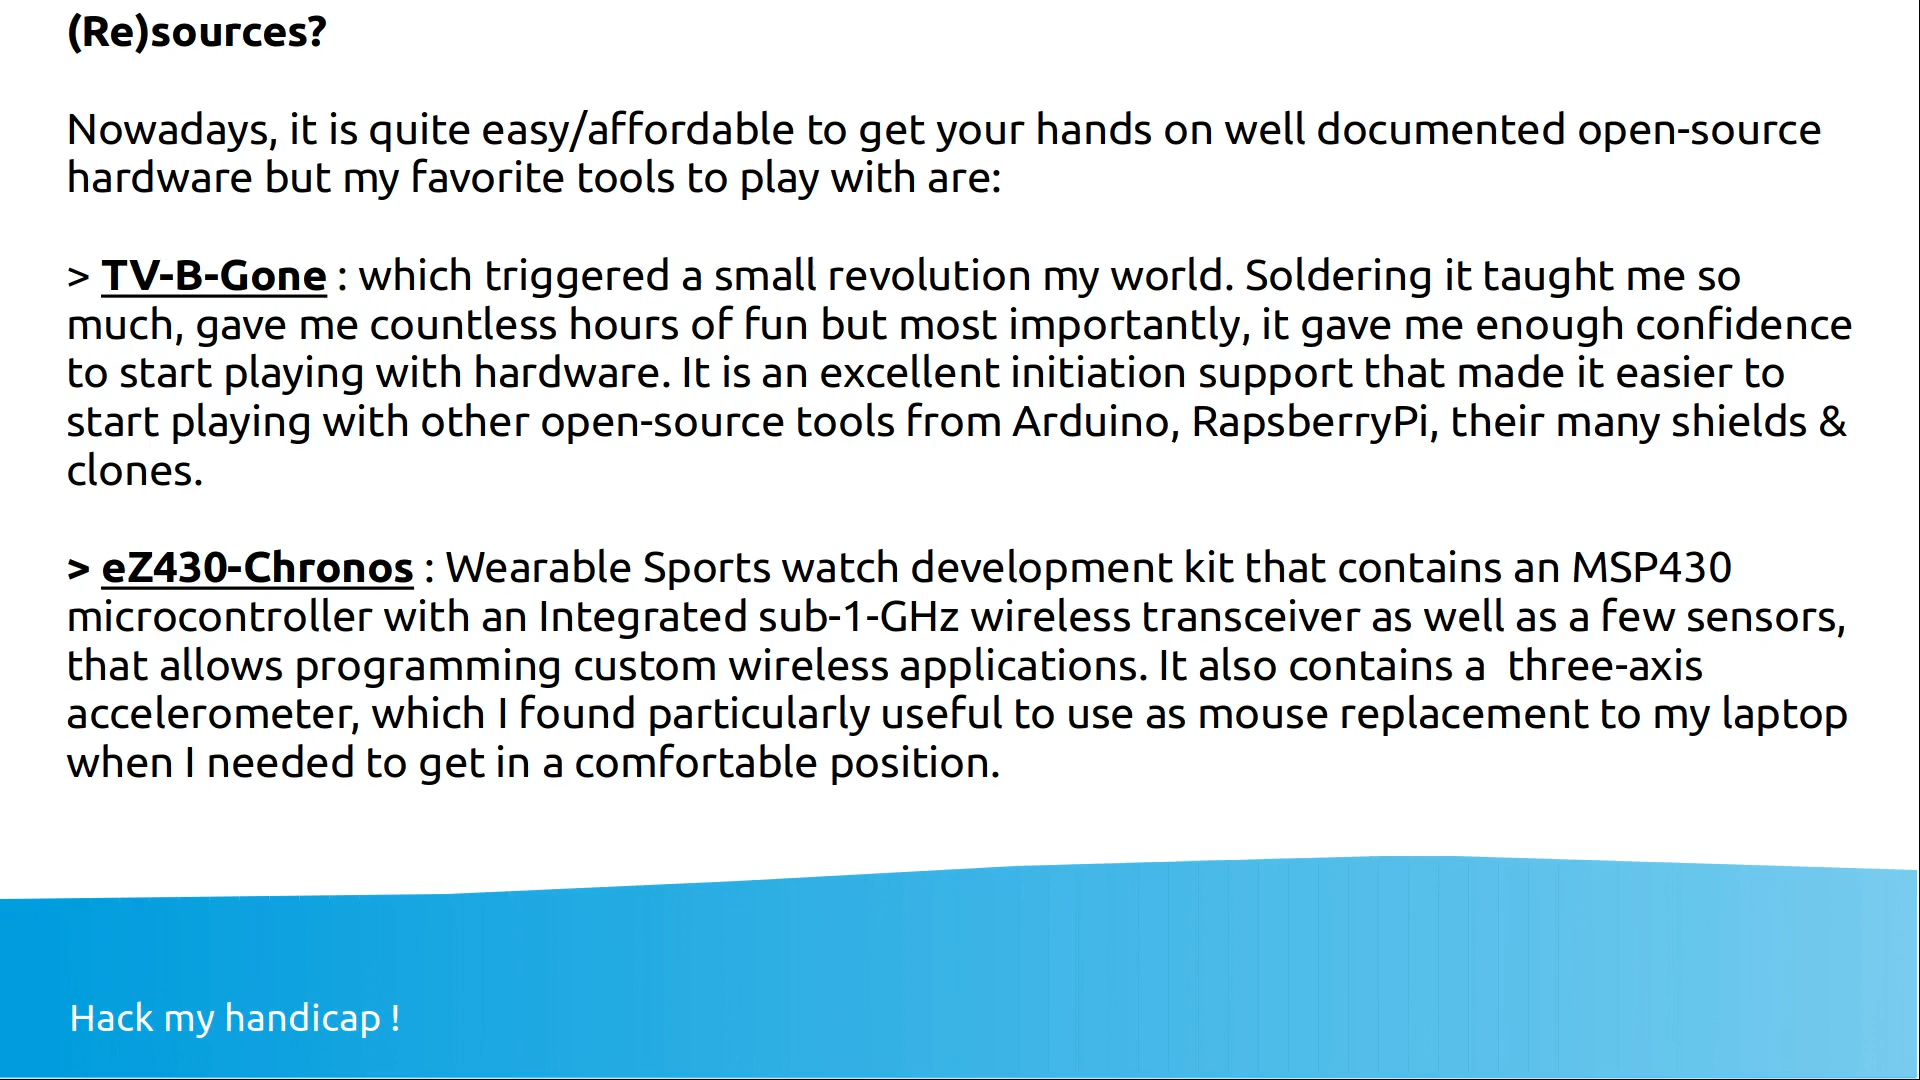 (Re)sources?
Nowadays, it is quite easy/affordable to get your hands on well documented open-source
hardware but my favorite tools to play with are:
> TV-B-Gone : which triggered a small revolution my world. Soldering it taught me so
much, gave me countless hours of fun but most importantly, it gave me enough confidence
to start playing with hardware. It is an excellent initiation support that made it easier to
start playing with other open-source tools from Arduino, RapsberryPi, their many shields &
clones.
> eZ430-Chronos : Wearable Sports watch development kit that contains an MSP430
microcontroller with an Integrated sub-1-GHz wireless transceiver as well as a few sensors,
that allows programming custom wireless applications. It also contains a  three-axis
accelerometer, which I found particularly useful to use as mouse replacement to my laptop
when I needed to get in a comfortable position.
Hack my handicap !